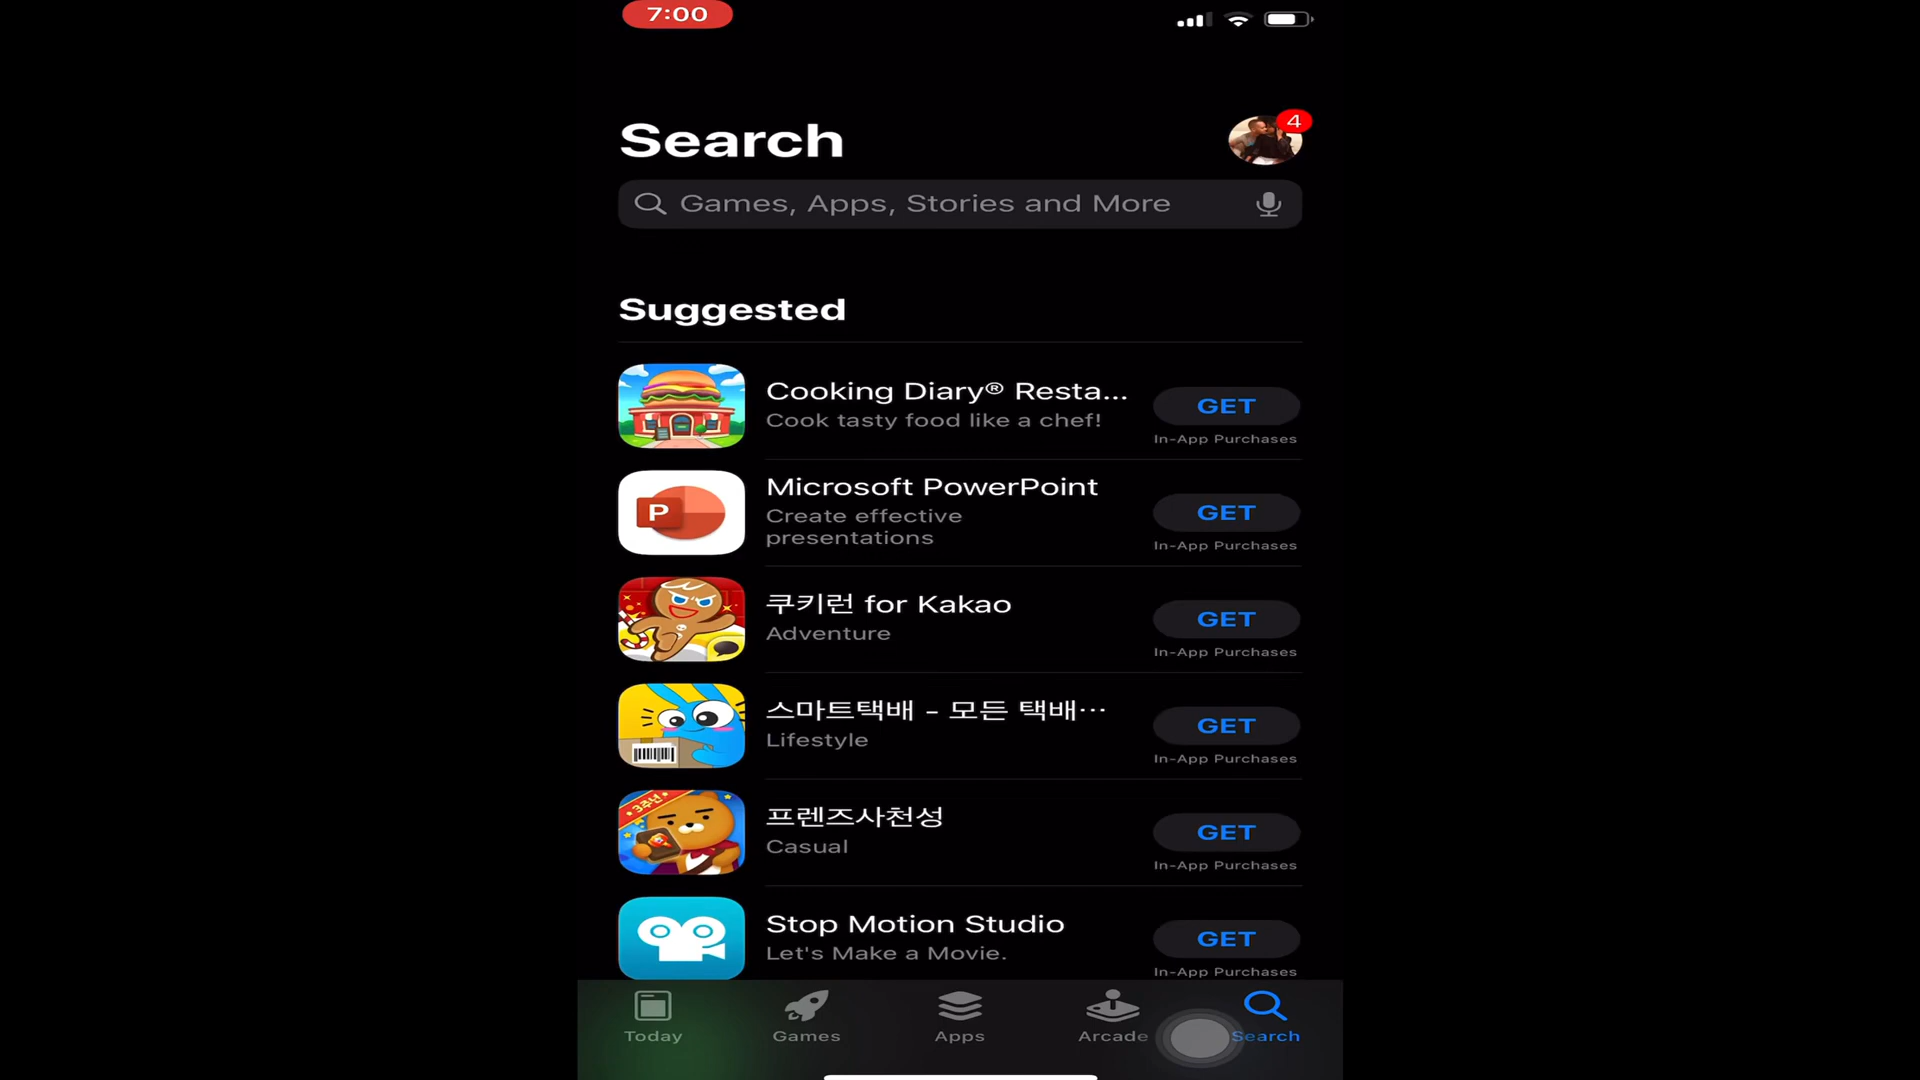 7:00
Search
4
Games, Apps, Stories and More
Suggested
Cooking Diary® Resta...
Cook tasty food like a chef!
GET
In-App Purchases
P
Microsoft PowerPoint
Create effective
presentations
GET
In-App Purchases
쿠키런 for Kakao
Adventure
GET
In-App Purchases
스마트택배 - 모든 택배…
Lifestyle
GET
In-App Purchases
3주년
프렌즈사천성
Casual
GET
In-App Purchases
Stop Motion Studio
Let's Make a Movie.
GET
In-App Purchases
Today
Games
Apps
Arcade
Search